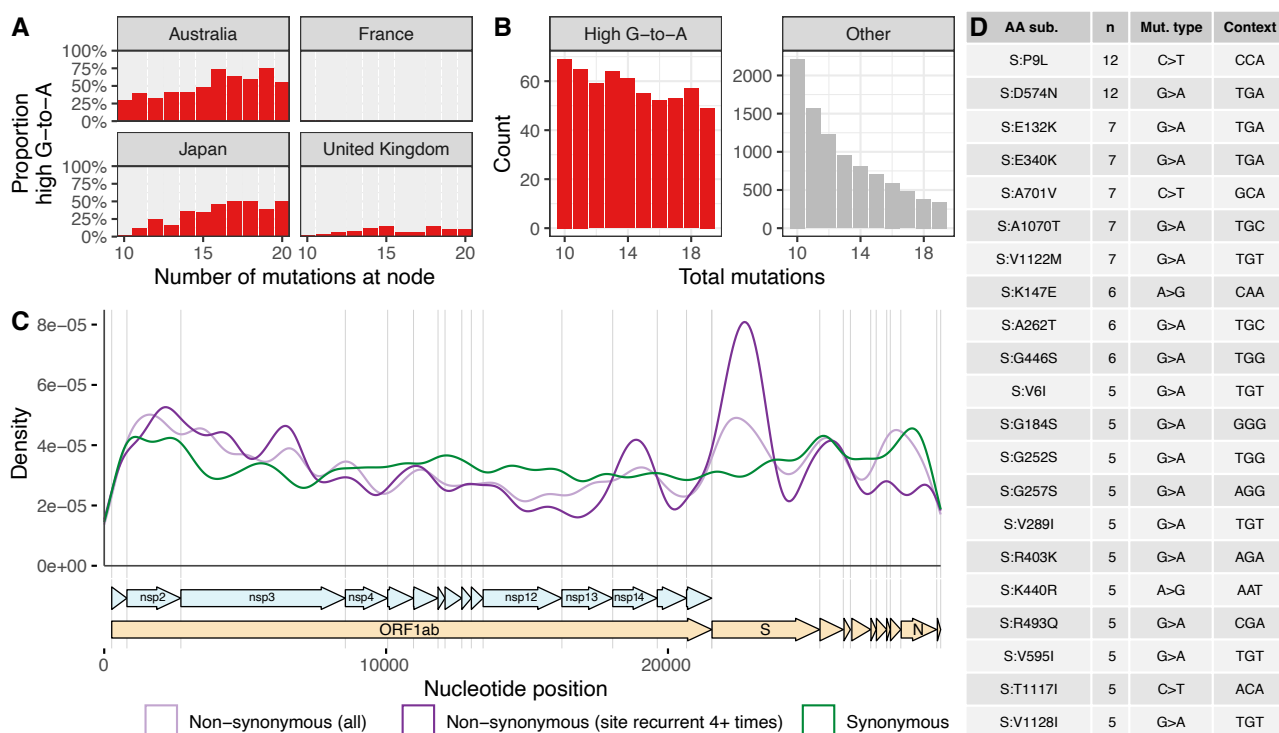 A
Australia
France
100%
75%
50%
25%
0%
Japan
United Kingdom
100%
75%
50%
25%
0%
10 15 20 10 15 20
Proportion
high G−to−A
Number of mutations at node
B
High G−to−A
Other
60
40
20
0
2000
1500
1000
500
0
10 14 18 10 14 18
Count
Total mutations
C
8e−05
6e−05
4e−05
2e−05
0e+00
Density
nsp2 nsp3 nsp4 nsp12 nsp13 nsp14
ORF1ab S N
0 10000 20000
Nucleotide position
Non−synonymous (all) Non−synonymous (site recurrent 4+ times) Synonymous
D AA sub. n Mut. type Context
S:P9L 12 C>T CCA
S:D574N 12 G>A TGA
S:E132K 7 G>A TGA
S:E340K 7 G>A TGA
S:A701V 7 C>T GCA
S:A1070T 7 G>A TGC
S:V1122M 7 G>A TGT
S:K147E 6 A>G CAA
S:A262T 6 G>A TGC
S:G446S 6 G>A TGG
S:V6I 5 G>A TGT
S:G184S 5 G>A GGG
S:G252S 5 G>A TGG
S:G257S 5 G>A AGG
S:V289I 5 G>A TGT
S:R403K 5 G>A AGA
S:K440R 5 A>G AAT
S:R493Q 5 G>A CGA
S:V595I 5 G>A TGT
S:T1117I 5 C>T ACA
S:V1128I 5 G>A TGT